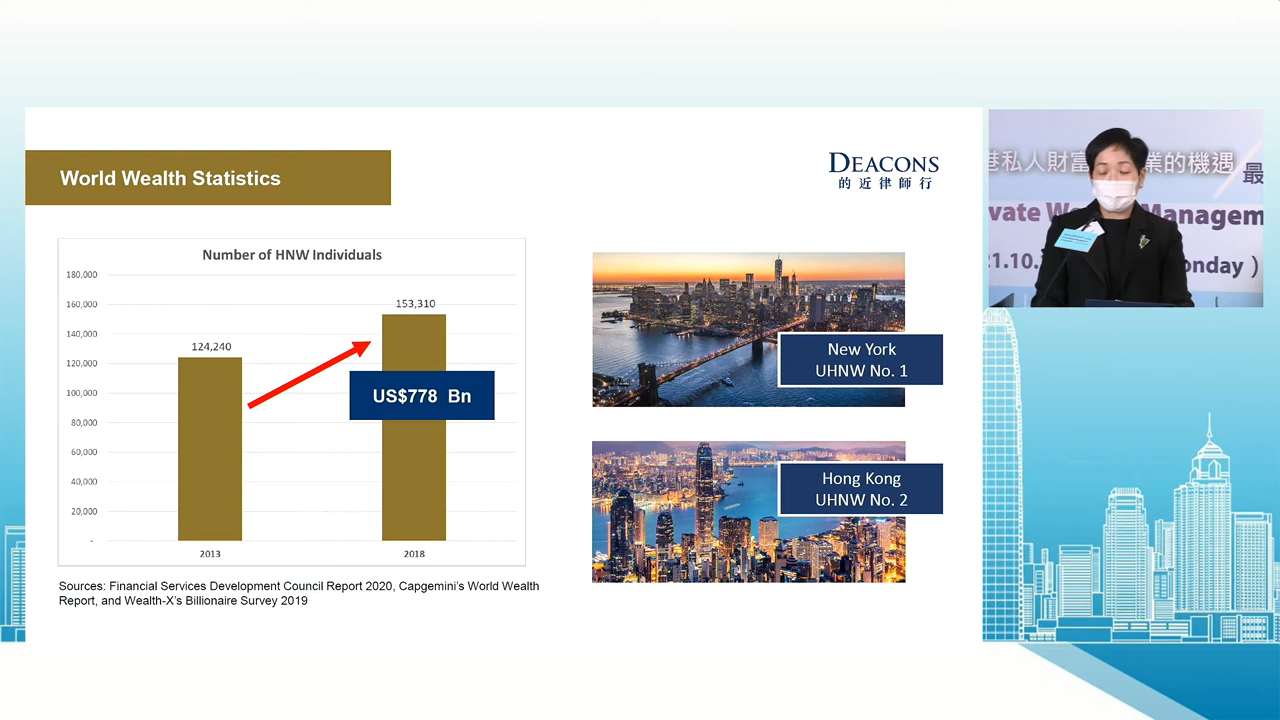 World Wealth Statistics
DEACONS
的近律師行
Number of HNW Individuals
180,000
160,000
140,000
120,000
100,000
80,000
60,000
40,000
20,000
-
124,240
153,310
US$778 Bn
2013
2018
Sources: Financial Services Development Council Report 2020, Capgemini's World Wealth
Report, and Wealth-X's Billionaire Survey 2019
New York
UHNW No. 1
Hong Kong
UHNW No. 2
港私人財富 業的機遇
最
vate We Managem
21.10. onday )